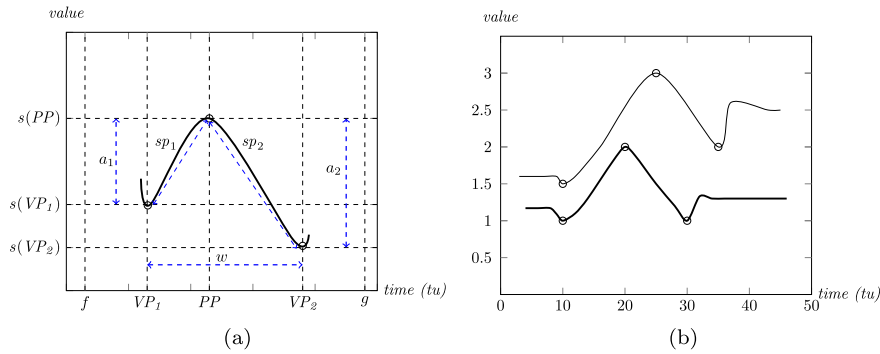 value
s(PP)
s(VP1)
s(VP2)
a1
sp1
sp2
a2
w
f
VP1
PP
VP2
g
time (tu)
(a)
value
3
2.5
2
1.5
1
0.5
0
10
20
30
40
50
time (tu)
(b)